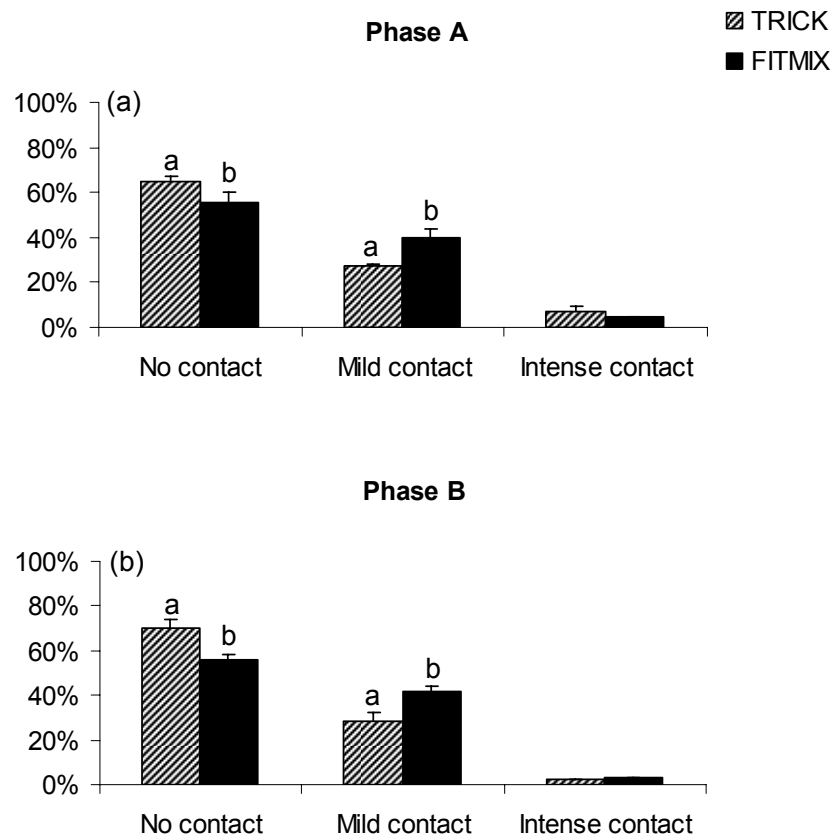 TRICK
FITMIX
Phase A
(a)
100%
80%
60%
40%
20%
0%
a b
a b
No contact Mild contact Intense contact
Phase B
(b)
100%
80%
60%
40%
20%
0%
a b
a b
No contact Mild contact Intense contact